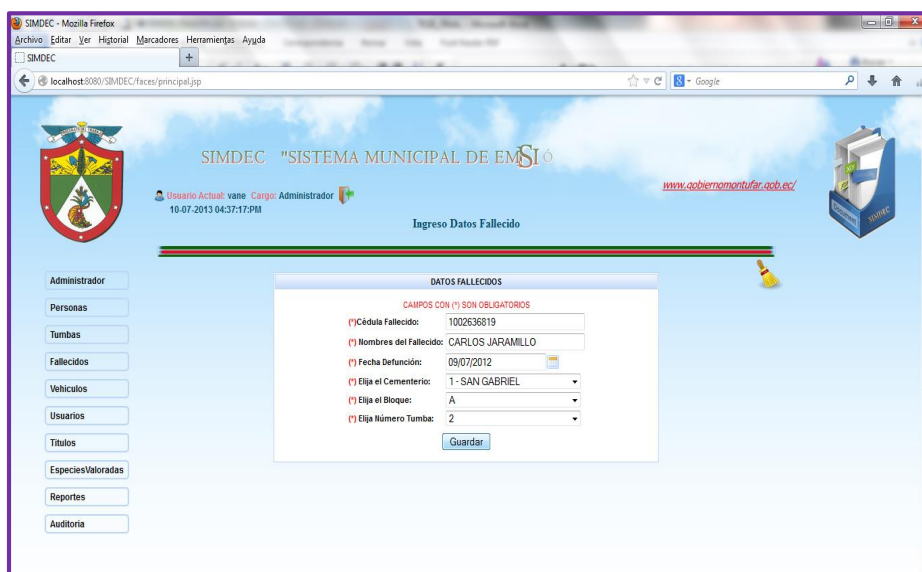 SIMDEC - Mozilla Firefox
Archivo Editar Ver Historial Marcadores Herramientas Ayuda
SIMDEC
localhost:8080/SIMDEC/faces/principal.jsp
Google
SIMDEC "SISTEMA MUNICIPAL DE EMISIÓ
Usuario Actual: vane Cargo: Administrador
10-07-2013 04:37:17:PM
www.gobiernomontufar.gob.ec/
Ingreso Datos Fallecido
SIMDEC
Administrador
Personas
Tumbas
Fallecidos
Vehiculos
Usuarios
Titulos
EspeciesValoradas
Reportes
Auditoria
DATOS FALLECIDOS
CAMPOS CON (*) SON OBLIGATORIOS
(*)Cédula Fallecido: 1002636819
(*) Nombres del Fallecido: CARLOS JARAMILLO
(*) Fecha Defunción: 09/07/2012
(*) Elija el Cementerio: 1 - SAN GABRIEL
(*) Elija el Bloque: A
(*) Elija Número Tumba: 2
Guardar